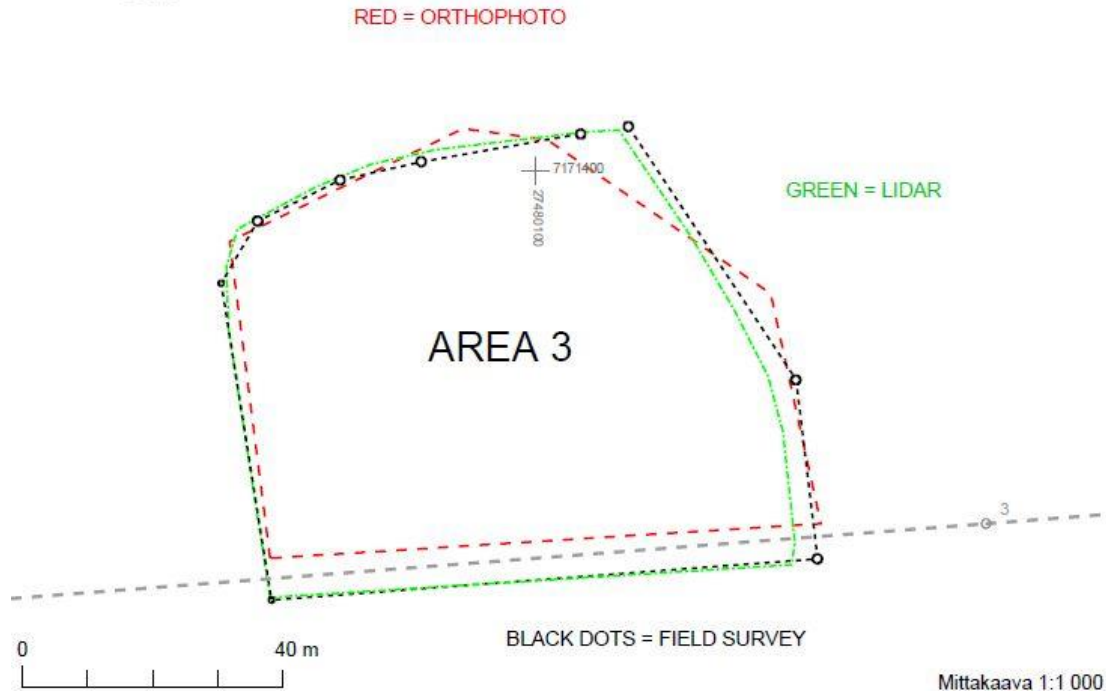 RED = ORTHOPHOTO
7171400
27480100
GREEN = LIDAR
AREA 3
3
BLACK DOTS = FIELD SURVEY
0 40 m
Mittakaava 1:1 000